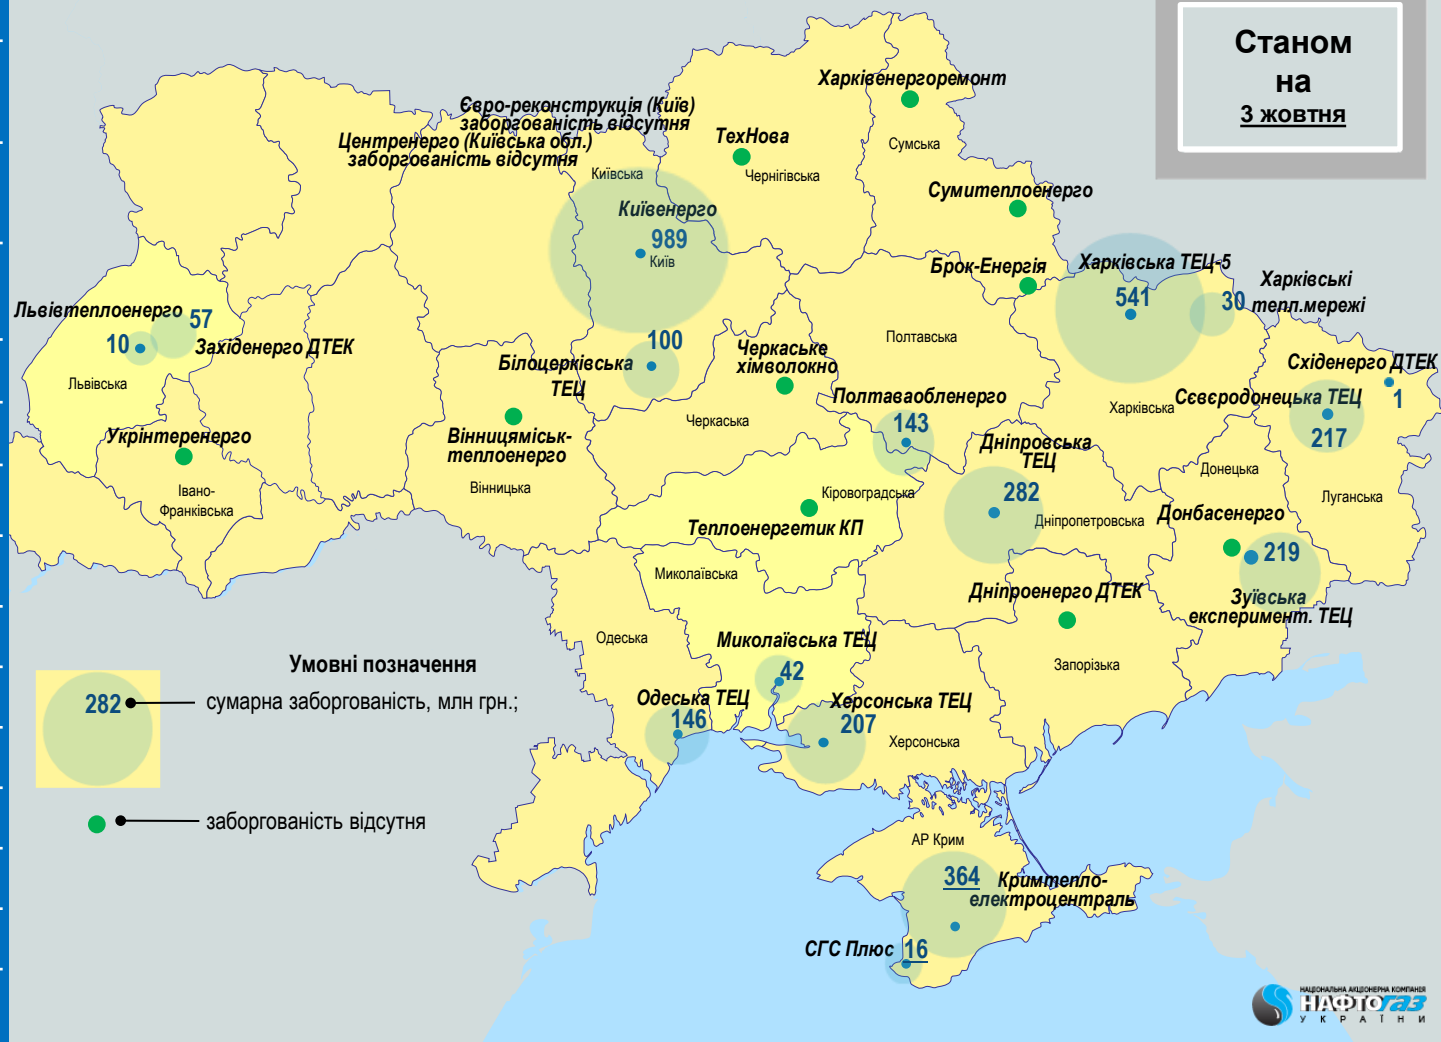 Станом
на
3 жовтня
Харківенергоремонт
Євро-реконструкція (Київ)
заборгованість відсутня
Центренерго (Київська обл.)
заборгованість відсутня
ТехНова
Сумська
Київська
Чернігівська
Сумитеплоенерго
Київенерго
989
Київ
Брок-Енергія
Харківська ТЕЦ-5
541
Харківські
тепл.мережі
30
Львівтеплоенерго
57
10
Західенерго ДТЕК
Львівська
100
Білоцерківська
ТЕЦ
Черкаське
хімволокно
Полтавська
Східенерго ДТЕК
1
Полтаваобленерго
143
Харківська
Сєвєродонецька ТЕЦ
217
Черкаська
Укрінтеренерго
Вінницяміськ-
теплоенерго
Вінницька
Дніпровська
ТЕЦ
282
Донецька
Луганська
Івано-
Франківська
Кіровоградська
Теплоенергетик КП
Дніпропетровська
Донбасенерго
219
Зуївська
експеримент. ТЕЦ
Миколаївська
Дніпроенерго ДТЕК
Одеська
Миколаївська ТЕЦ
42
Запорізька
Одеська ТЕЦ
146
Херсонська ТЕЦ
207
Херсонська
Умовні позначення
282
сумарна заборгованість, млн грн.;
заборгованість відсутня
АР Крим
364
Кримтепло-
електроцентраль
СГС Плюс
16
НАЦІОНАЛЬНА АКЦІОНЕРНА КОМПАНІЯ
НАФТОГАЗ
УКРАЇНИ